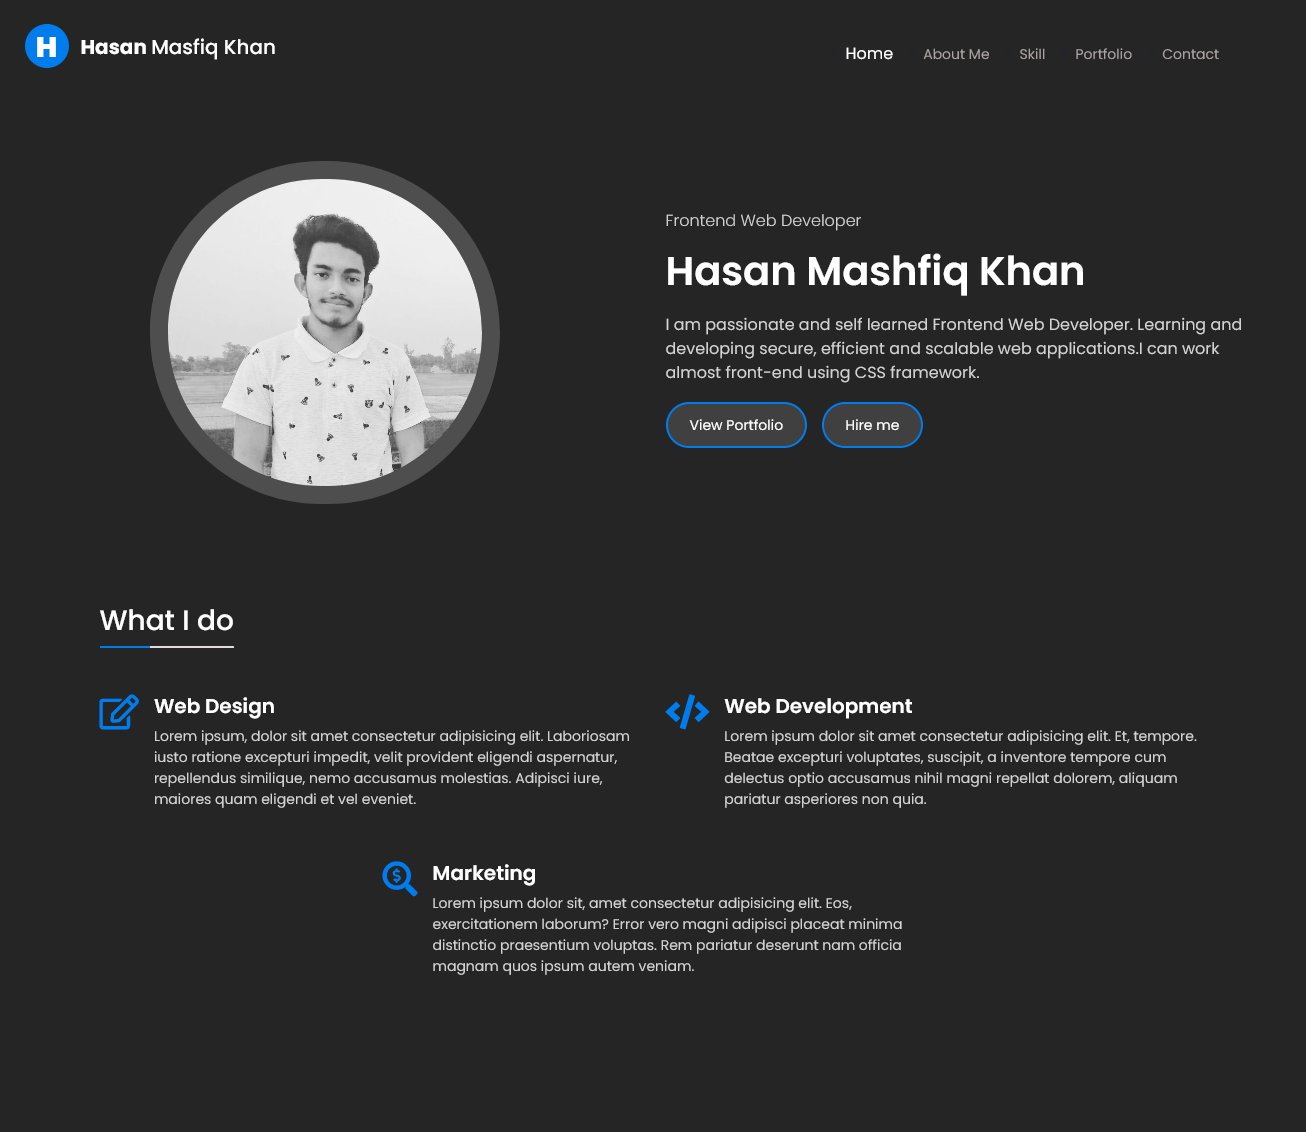 H Hasan Masfiq Khan
Home About Me Skill Portfolio Contact
Frontend Web Developer
Hasan Mashfiq Khan
I am passionate and self learned Frontend Web Developer. Learning and
developing secure, efficient and scalable web applications.I can work
almost front-end using CSS framework.
View Portfolio Hire me
What I do
Web Design
Lorem ipsum, dolor sit amet consectetur adipisicing elit. Laboriosam
iusto ratione excepturi impedit, velit provident eligendi aspernatur,
repellendus similique, nemo accusamus molestias. Adipisci iure,
maiores quam eligendi et vel eveniet.
Web Development
Lorem ipsum dolor sit amet consectetur adipisicing elit. Et, tempore.
Beatae excepturi voluptates, suscipit, a inventore tempore cum
delectus optio accusamus nihil magni repellat dolorem, aliquam
pariatur asperiores non quia.
Marketing
Lorem ipsum dolor sit, amet consectetur adipisicing elit. Eos,
exercitationem laborum? Error vero magni adipisci placeat minima
distinctio praesentium voluptas. Rem pariatur deserunt nam officia
magnam quos ipsum autem veniam.